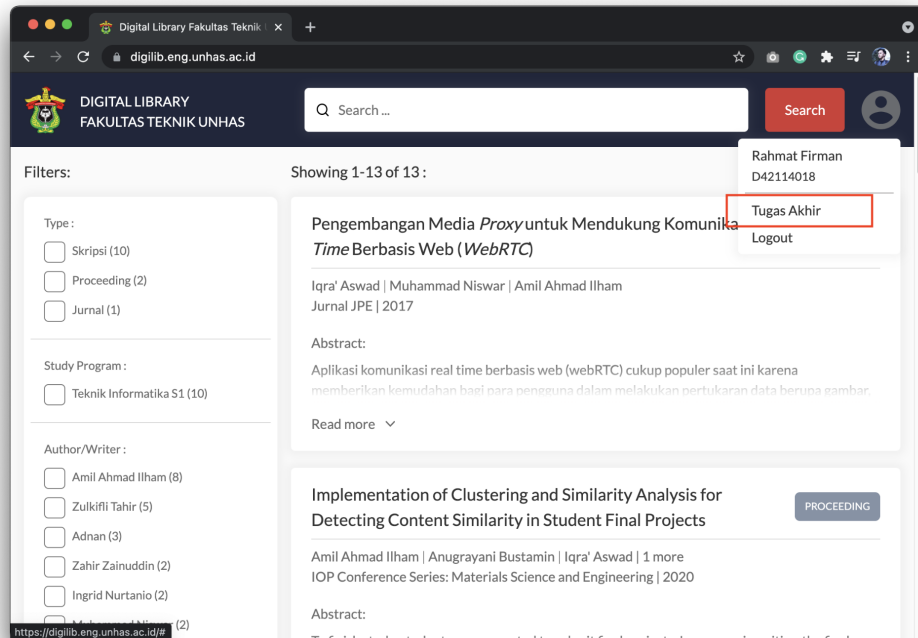 Digital Library Fakultas Teknik
digilib.eng.unhas.ac.id
DIGITAL LIBRARY
FAKULTAS TEKNIK UNHAS
Search ...
Search
Rahmat Firman
D42114018
Tugas Akhir
Logout
Filters:
Type :
Skripsi (10)
Proceeding (2)
Jurnal (1)
Study Program :
Teknik Informatika S1 (10)
Author/Writer :
Amil Ahmad Ilham (8)
Zulkifli Tahir (5)
Adnan (3)
Zahir Zainuddin (2)
Ingrid Nurtanio (2)
Muhammad Niswar (2)
Showing 1-13 of 13 :
Pengembangan Media Proxy untuk Mendukung Komunika
Time Berbasis Web (WebRTC)
Iqra' Aswad | Muhammad Niswar | Amil Ahmad Ilham
Jurnal JPE | 2017
Abstract:
Aplikasi komunikasi real time berbasis web (webRTC) cukup populer saat ini karena
memberikan kemudahan bagi para pengguna dalam melakukan pertukaran data berupa gambar,
Read more
Implementation of Clustering and Similarity Analysis for
Detecting Content Similarity in Student Final Projects
PROCEEDING
Amil Ahmad Ilham | Anugrayani Bustamin | Iqra' Aswad | 1 more
IOP Conference Series: Materials Science and Engineering | 2020
Abstract:
https://digilib.eng.unhas.ac.id/#